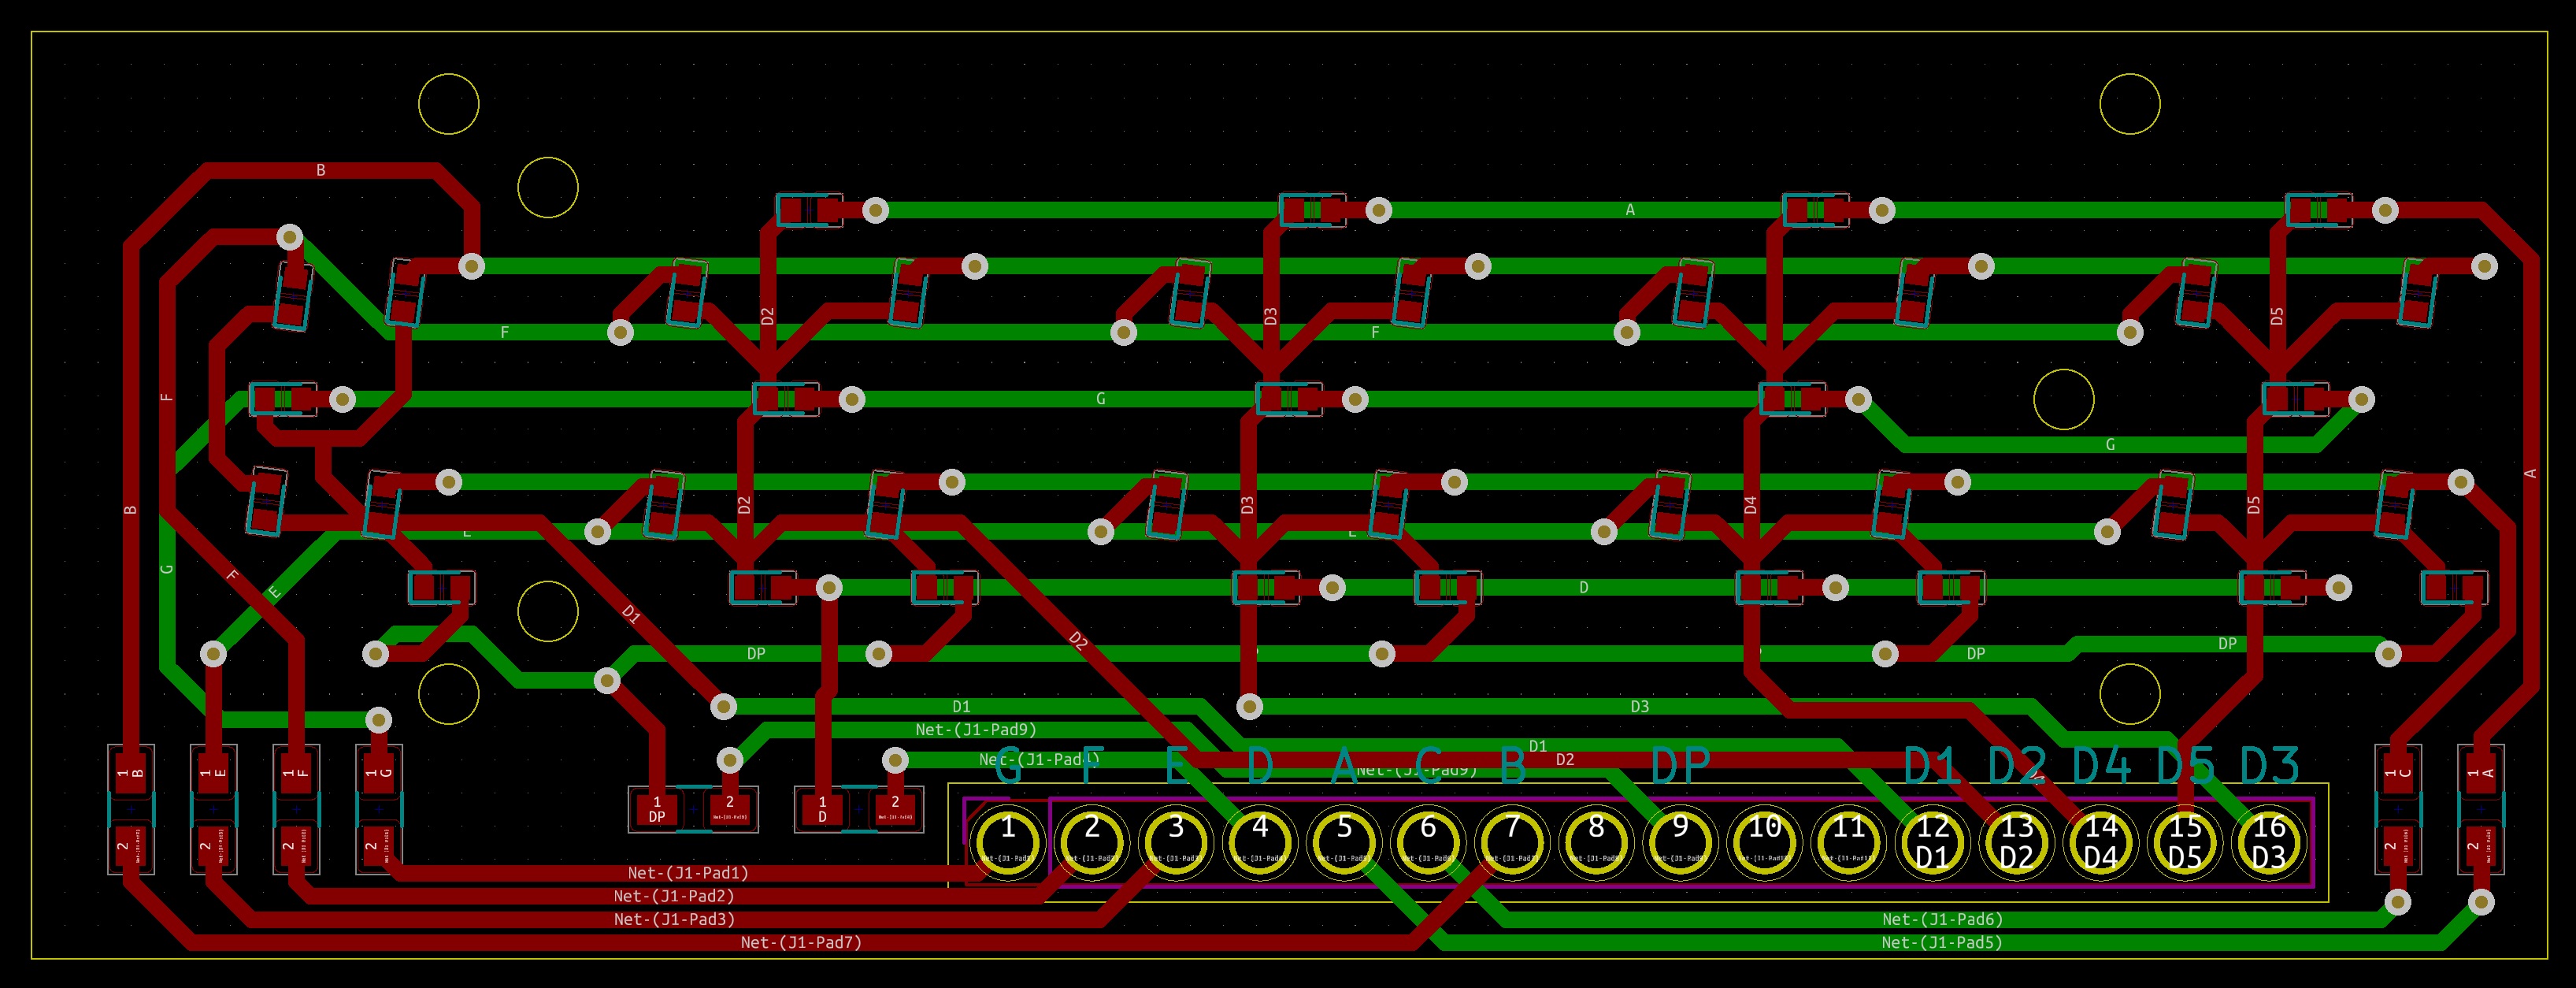 B
A
D2
D3
D5
F
F
F
G
G
B
D2
D3
D4
D5
A
G
F
E
D
D1
D2
DP
DP
DP
D1
D3
Net-(J1-Pad9)
D1
D2
Net-(J1-Pad4)
Net-(J1-Pad9)
G F E D A C B DP D1 D2 D4 D5 D3
1 B
1 E
1 F
1 G
1 DP
2
1 D
2
1 C
1 A
2
2
2
2
2
2
1 2 3 4 5 6 7 8 9 10 11 12 13 14 15 16
D1 D2 D4 D5 D3
Net-(J1-Pad1)
Net-(J1-Pad2)
Net-(J1-Pad3)
Net-(J1-Pad6)
Net-(J1-Pad7)
Net-(J1-Pad5)